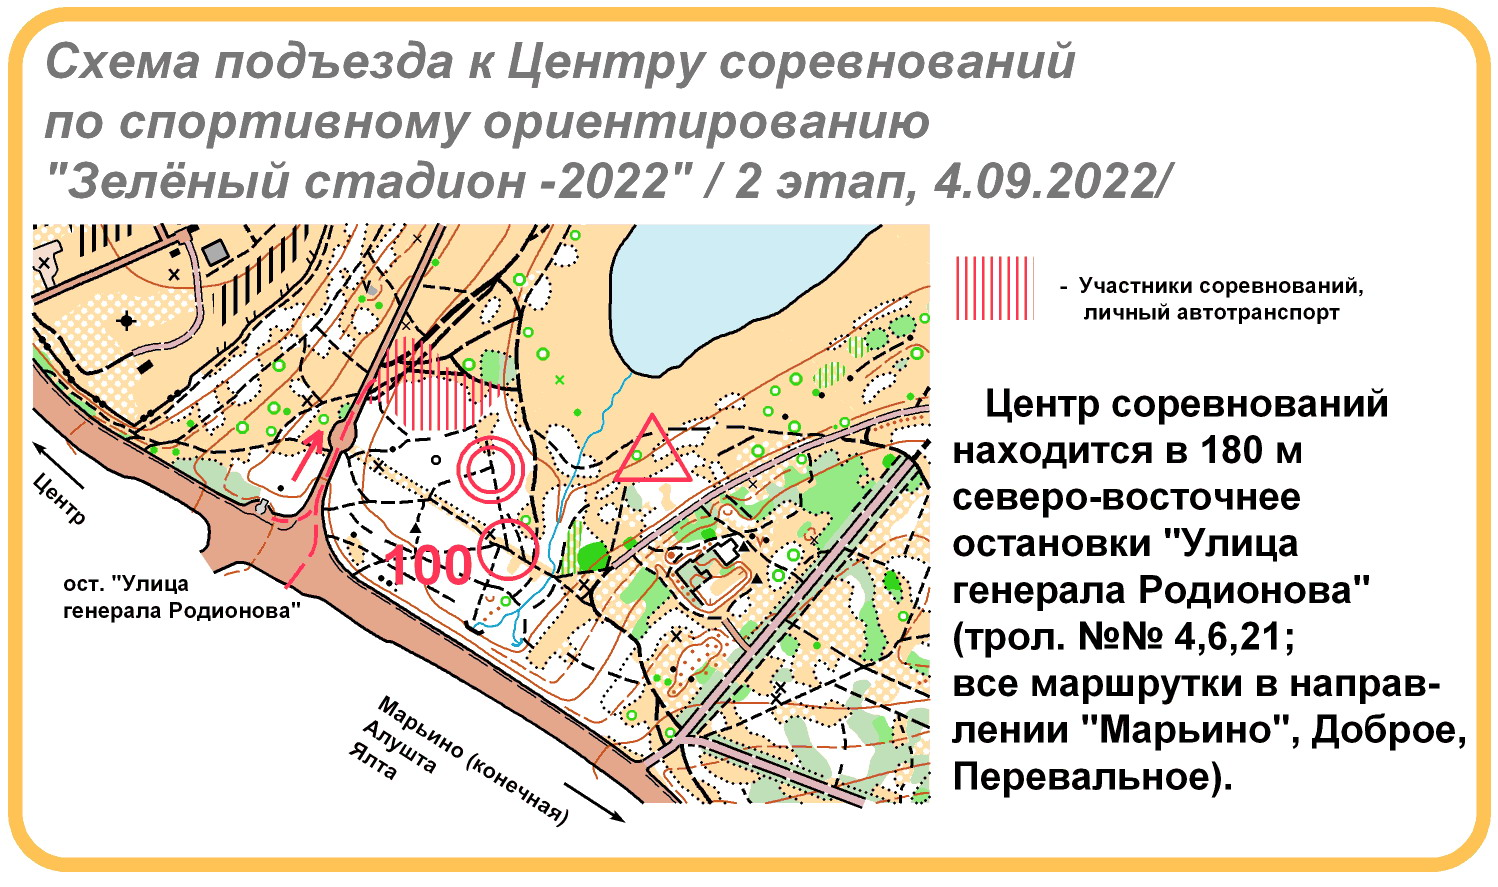 Схема подъезда к Центру соревнований
по спортивному ориентированию
"Зелёный стадион -2022" / 2 этап, 4.09.2022/
- Участники соревнований,
личный автотранспорт
Центр соревнований
находится в 180 м
северо-восточнее
остановки "Улица
генерала Родионова"
(трол. №№ 4,6,21;
все маршрутки в направ-
лении "Марьино", Доброе,
Перевальное).
Центр
100
ост. "Улица
генерала Родионова"
Марьино (конечная)
Алушта
Ялта